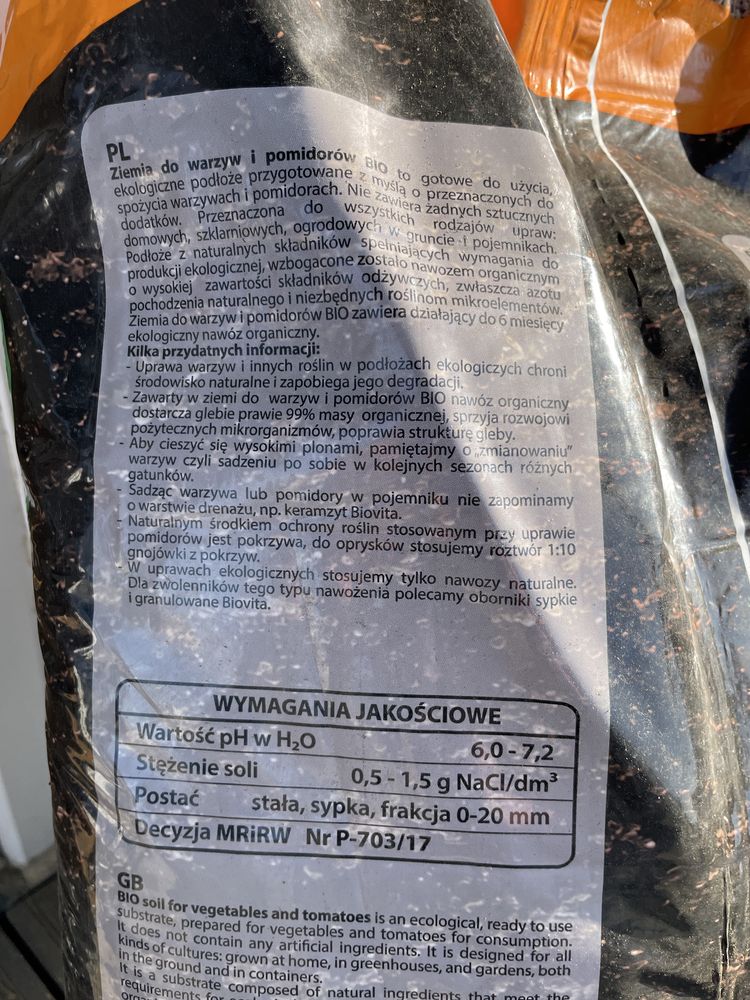 PL
Ziemia do warzyw i pomidorów BIO to gotowe do użycia,
ekologiczne podłoże przygotowane z myślą o przeznaczonych do
spożycia warzywach i pomidorach. Nie zawiera żadnych sztucznych
dodatków. Przeznaczona do wszystkich rodzajów upraw:
domowych, szklarniowych, ogrodowych w gruncie i pojemnikach.
Podłoże z naturalnych składników spełniających wymagania do
produkcji ekologicznej, wzbogacone zostało nawozem organicznym
o wysokiej zawartości składników odżywczych, zwłaszcza azotu
pochodzenia naturalnego i niezbędnych roślinom mikroelementów.
Ziemia do warzyw i pomidorów BIO zawiera działający do 6 miesięcy
ekologiczny nawóz organiczny.
Kilka przydatnych informacji:
- Uprawa warzyw i innych roślin w podłożach ekologicznych chroni
środowisko naturalne i zapobiega jego degradacji.
- Zawarty w ziemi do warzyw i pomidorów BIO nawóz organiczny
dostarcza glebie prawie 99% masy organicznej, sprzyja rozwojowi
pożytecznych mikroorganizmów, poprawia strukturę gleby.
- Aby cieszyć się wysokimi plonami, pamiętajmy o „zmianowaniu”
warzyw czyli sadzeniu po sobie w kolejnych sezonach różnych
gatunków.
- Sadząc warzywa lub pomidory w pojemniku nie zapominamy
o warstwie drenażu, np. keramzyt Biovita.
- Naturalnym środkiem ochrony roślin stosowanym przy uprawie
pomidorów jest pokrzywa, do oprysków stosujemy roztwór 1:10
gnojówki z pokrzyw.
- W uprawach ekologicznych stosujemy tylko nawozy naturalne.
Dla zwolenników tego typu nawożenia polecamy oborniki sypkie
i granulowane Biovita.
WYMAGANIA JAKOŚCIOWE
Wartość pH w H₂O 6,0 - 7,2
Stężenie soli 0,5 - 1,5 g NaCl/dm³
Postać stała, sypka, frakcja 0-20 mm
Decyzja MRiRW Nr P-703/17
GB
BIO soil for vegetables and tomatoes is an ecological, ready to use
substrate, prepared for vegetables and tomatoes for consumption.
It does not contain any artificial ingredients. It is designed for all
kinds of cultures: grown at home, in greenhouses, and gardens, both
in the ground and in containers.
It is a substrate composed of natural ingredients that meet the
requirements for